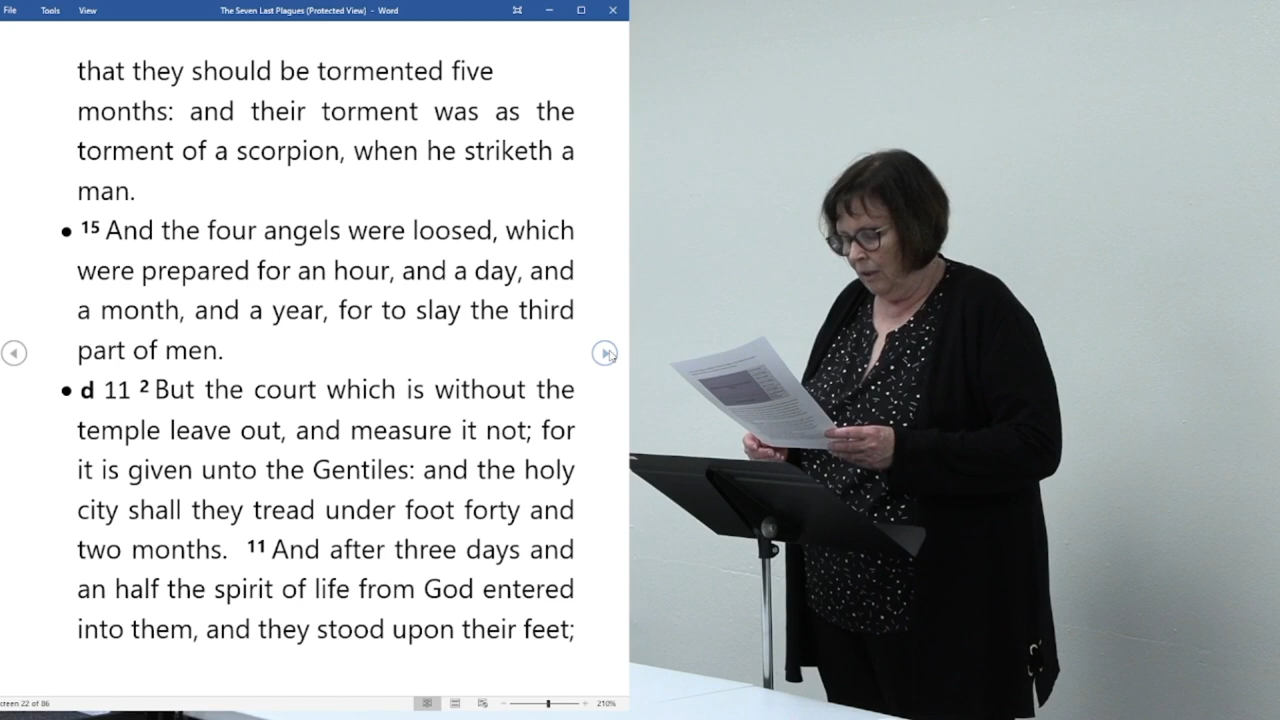 File Tools View The Seven Last Plagues (Protected View) - Word
that they should be tormented five
months: and their torment was as the
torment of a scorpion, when he striketh a
man.
• 15 And the four angels were loosed, which
were prepared for an hour, and a day, and
a month, and a year, for to slay the third
part of men.
• d 11 2 But the court which is without the
temple leave out, and measure it not; for
it is given unto the Gentiles: and the holy
city shall they tread under foot forty and
two months. 11 And after three days and
an half the spirit of life from God entered
into them, and they stood upon their feet;
creen 22 of 86 210%